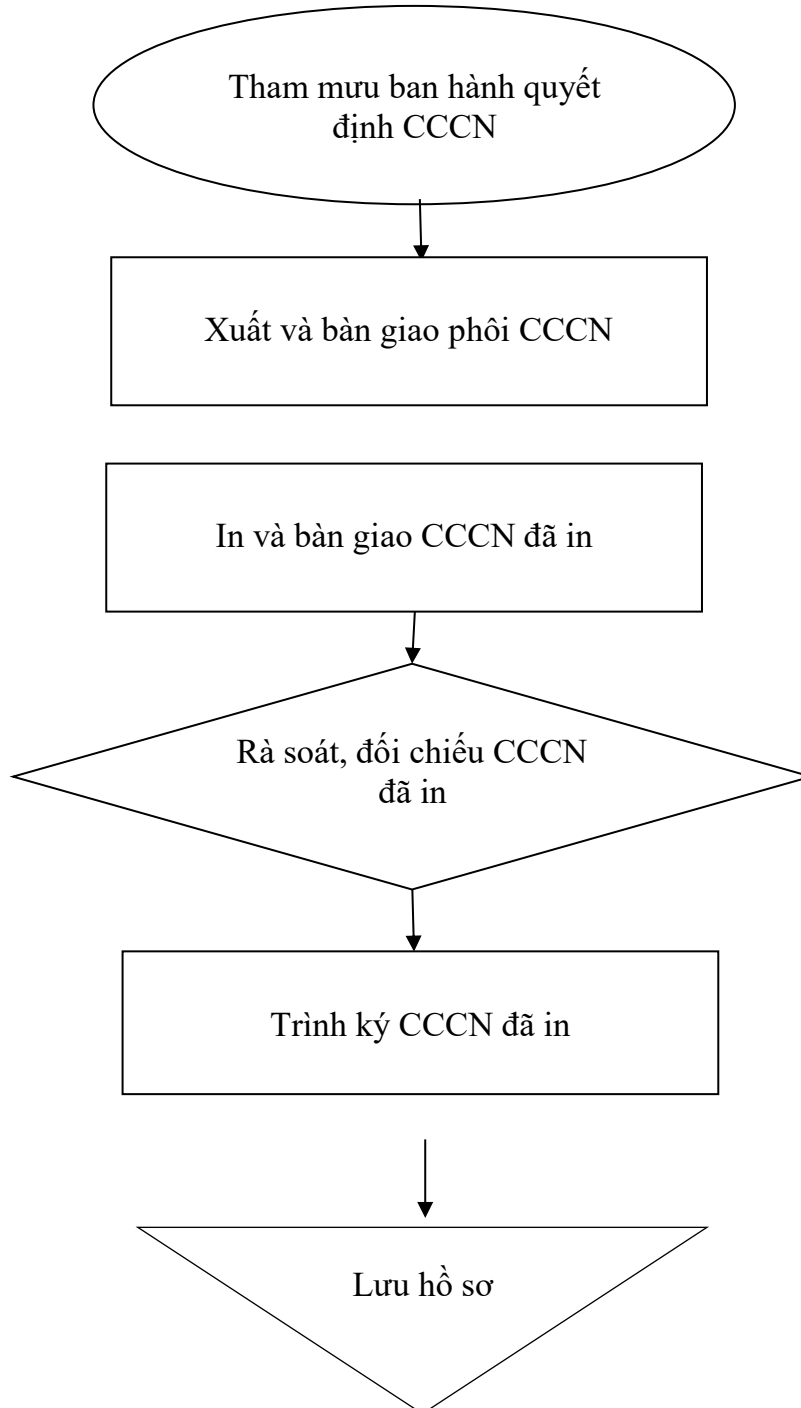 Tham mưu ban hành quyết
định CCCN
Xuất và bàn giao phôi CCCN
In và bàn giao CCCN đã in
Rà soát, đối chiếu CCCN
đã in
Trình ký CCCN đã in
Lưu hồ sơ